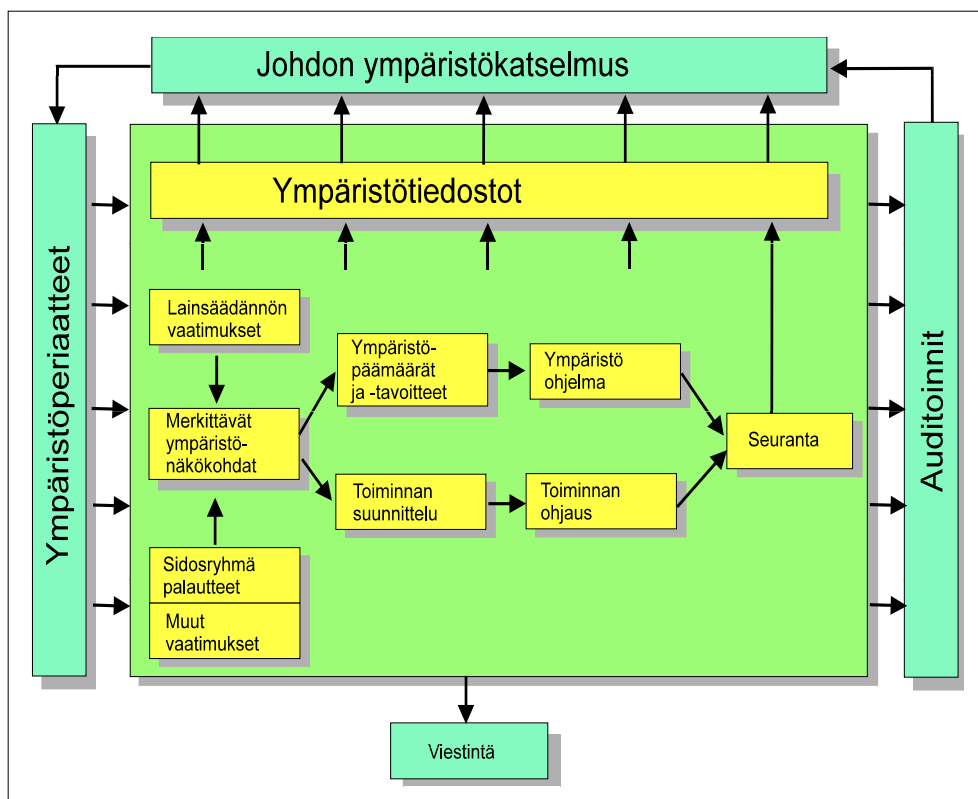 Johdon ympäristökatselmus
Ympäristöperiaatteet
Ympäristötiedostot
Auditoinnit
Lainsäädännön
vaatimukset
Merkittävät
ympäristö-
näkökohdat
Sidosryhmä
palautteet
Muut
vaatimukset
Ympäristö-
päämäärät
ja -tavoitteet
Ympäristö
ohjelma
Toiminnan
suunnittelu
Toiminnan
ohjaus
Seuranta
Viestintä